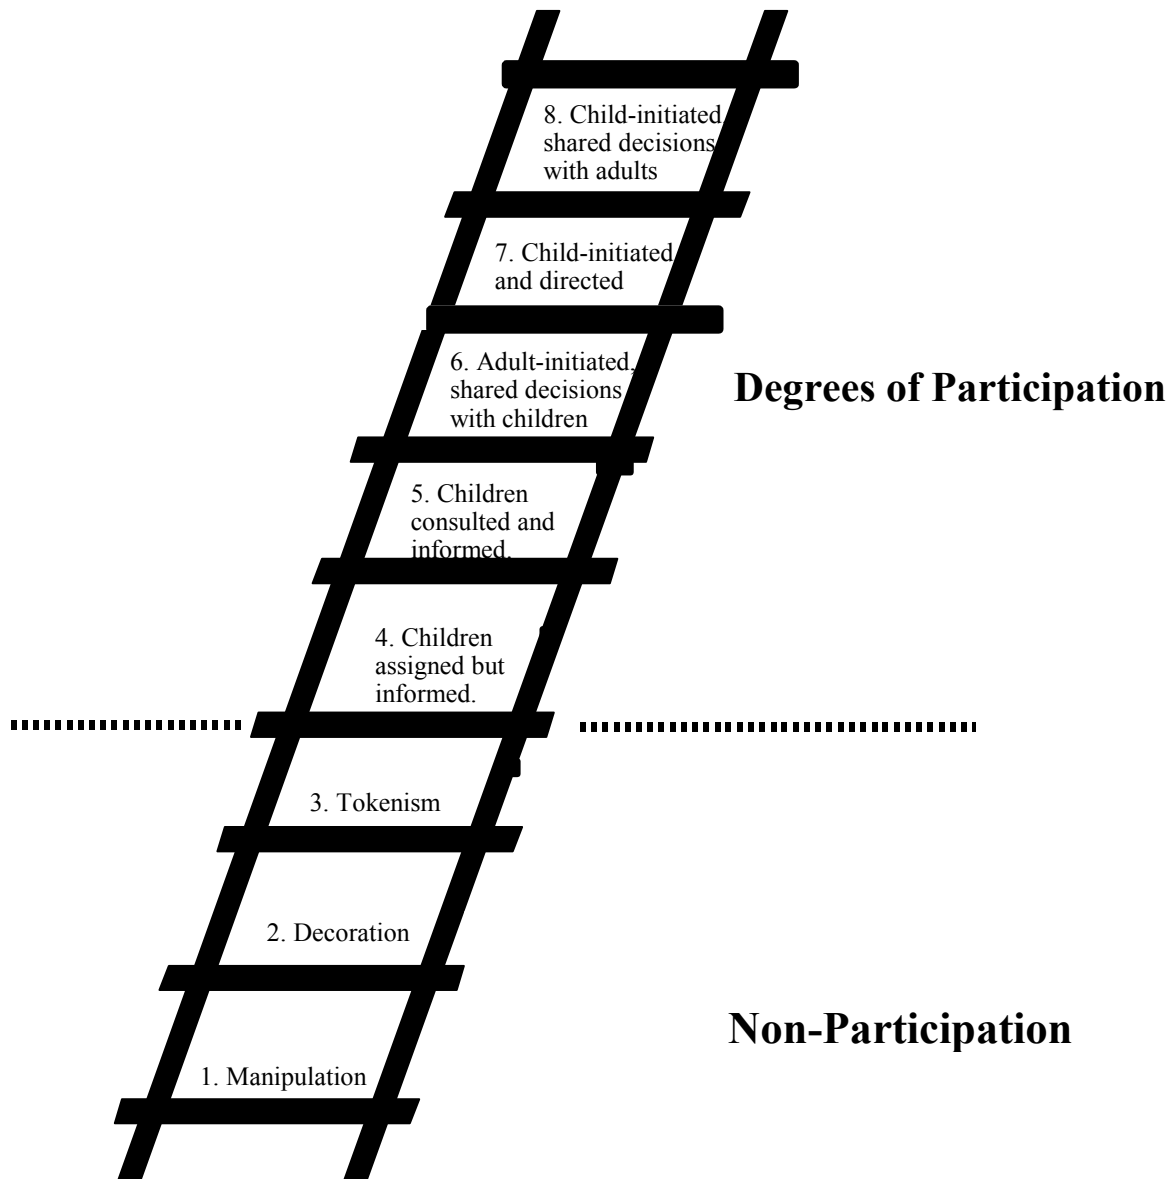 8. Child-initiated
shared decisions
with adults
7. Child-initiated
and directed
6. Adult-initiated,
shared decisions
with children
Degrees of Participation
5. Children
consulted and
informed.
4. Children
assigned but
informed.
3. Tokenism
2. Decoration
Non-Participation
1. Manipulation